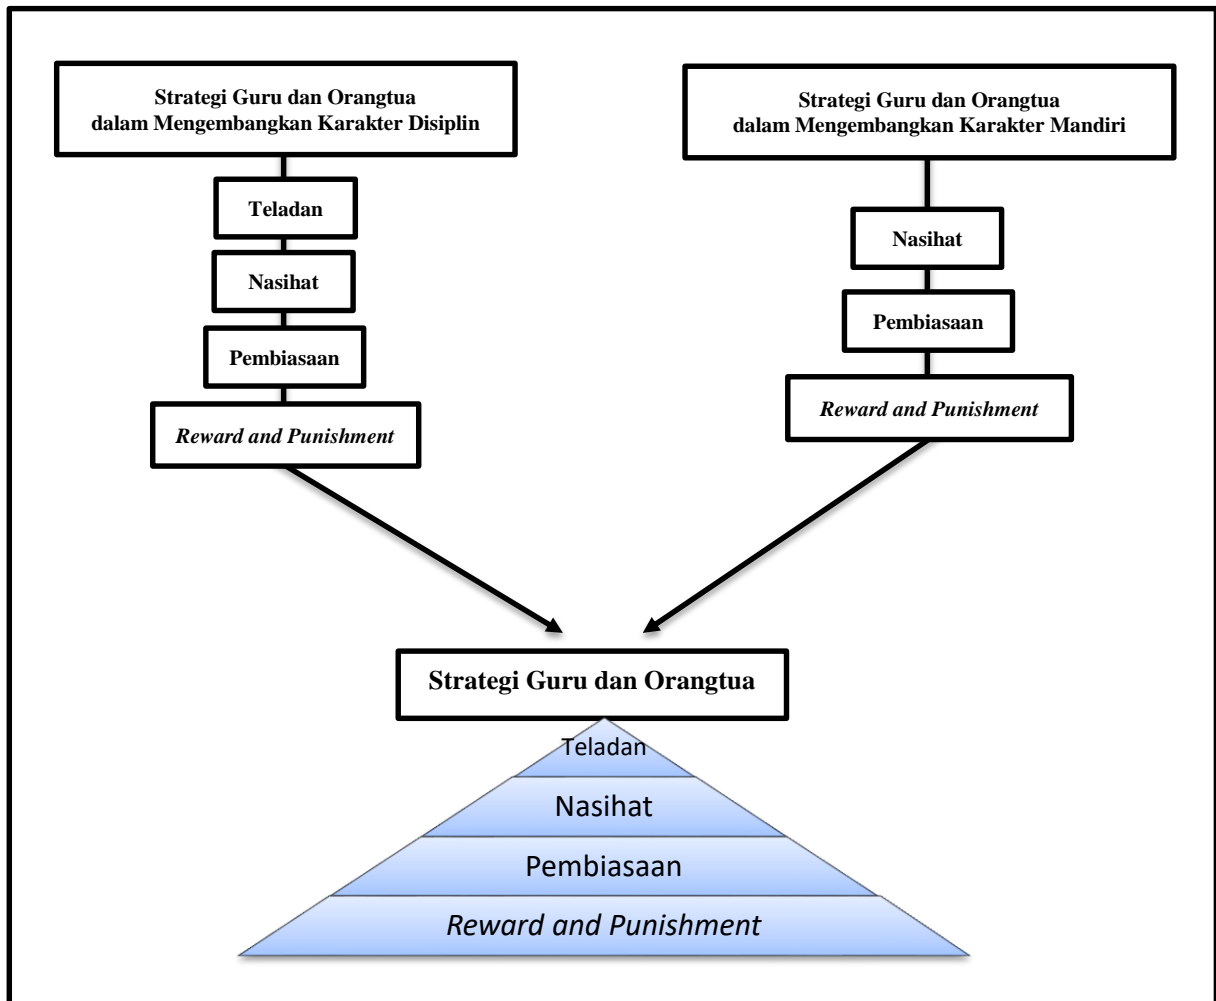 Strategi Guru dan Orangtua
dalam Mengembangkan Karakter Disiplin
Teladan
Nasihat
Pembiasaan
Reward and Punishment
Strategi Guru dan Orangtua
dalam Mengembangkan Karakter Mandiri
Nasihat
Pembiasaan
Reward and Punishment
Strategi Guru dan Orangtua
Teladan
Nasihat
Pembiasaan
Reward and Punishment